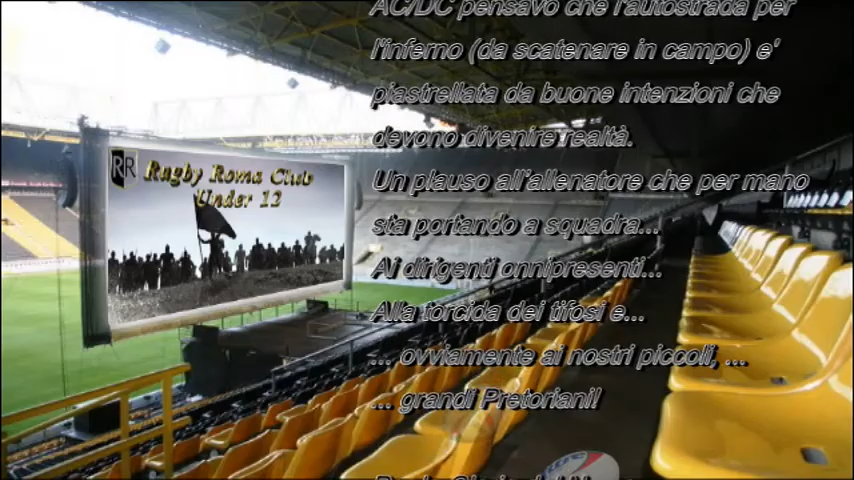 AC/DC pensavo che l'autostrada per
l'inferno (da scatenare in campo) e'
piastrellata da buone intenzioni che
devono divenire realtà.
Un plauso all'allenatore che per mano
sta portando a squadra...
Ai dirigenti onnipresenti...
Alla torcida dei tifosi e...
... ovviamente ai nostri piccoli, ...
... grandi Pretoriani!
RR
Rugby Roma Club
Under 12